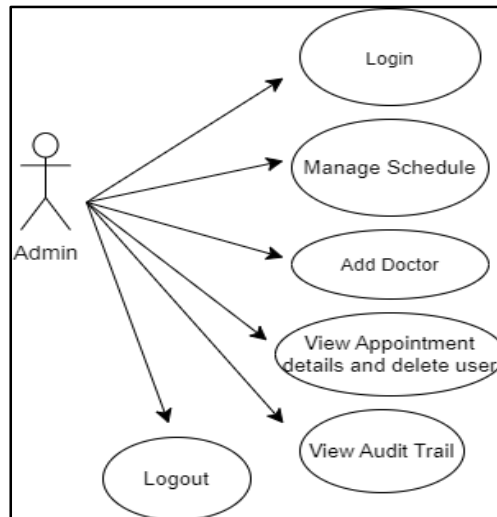 Login
Manage Schedule
Admin
Add Doctor
View Appointment
details and delete user
View Audit Trail
Logout